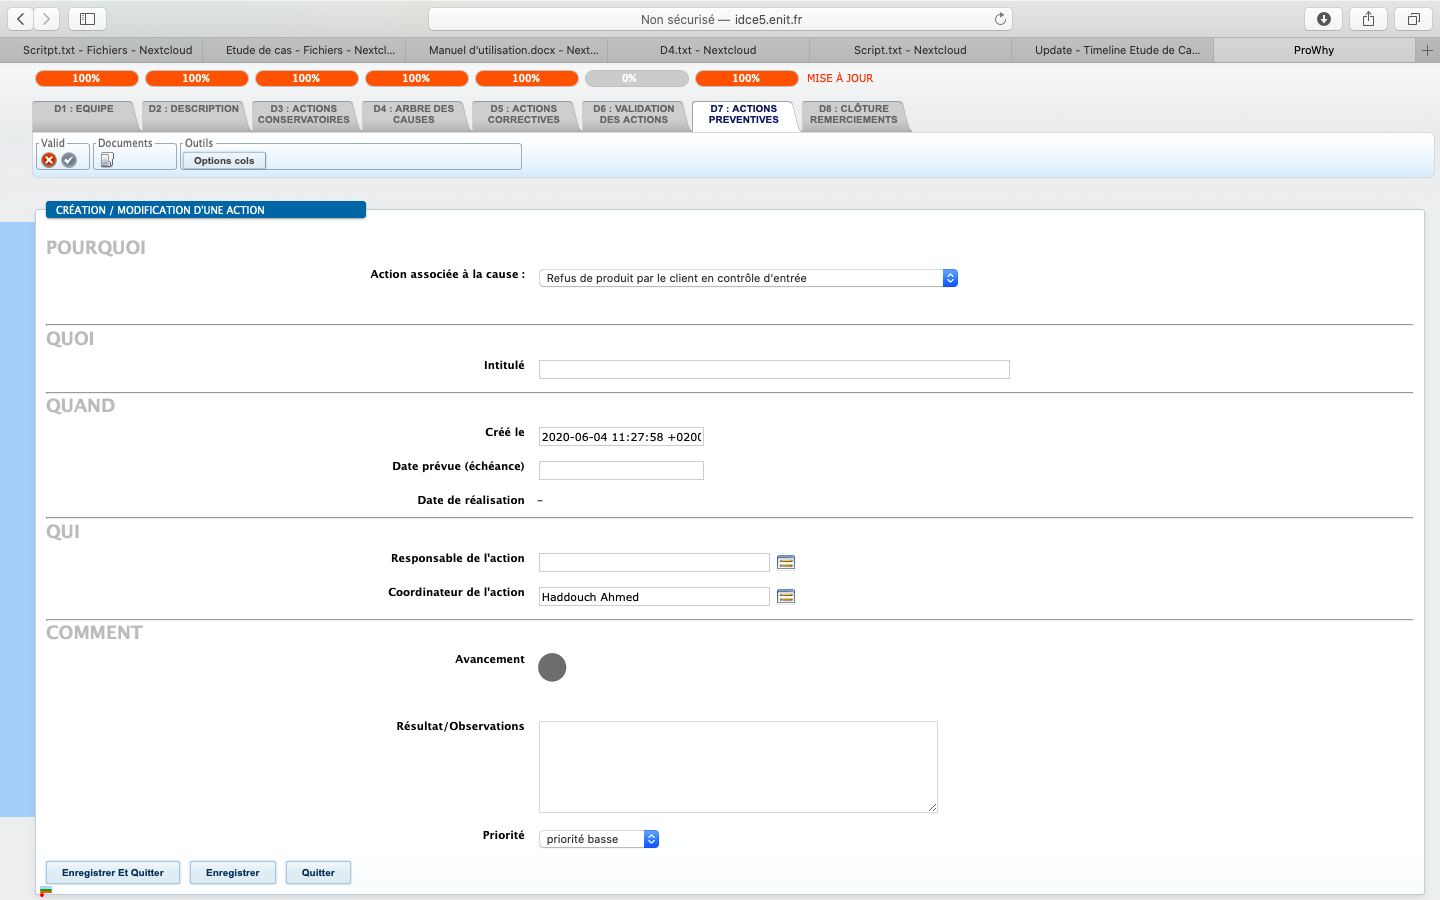 Non sécurisé — idce5.enit.fr
Scritpt.txt - Fichiers - Nextcloud
Etude de cas - Fichiers - Nextcl...
Manuel d'utilisation.docx - Next...
D4.txt - Nextcloud
Script.txt - Nextcloud
Update - Timeline Etude de Ca...
ProWhy
100% 100% 100% 100% 100% 0% 100% MISE À JOUR
D1 : EQUIPE
D2 : DESCRIPTION
D3 : ACTIONS
CONSERVATOIRES
D4 : ARBRE DES
CAUSES
D5 : ACTIONS
CORRECTIVES
D6 : VALIDATION
DES ACTIONS
D7 : ACTIONS
PREVENTIVES
D8 : CLÔTURE
REMERCIEMENTS
Valid
Documents
Outils
Options cols
CRÉATION / MODIFICATION D'UNE ACTION
POURQUOI
Action associée à la cause : Refus de produit par le client en contrôle d'entrée
QUOI
Intitulé
QUAND
Créé le 2020-06-04 11:27:58 +020
Date prévue (échéance)
Date de réalisation –
QUI
Responsable de l'action
Coordinateur de l'action Haddouch Ahmed
COMMENT
Avancement
Résultat/Observations
Priorité priorité basse
Enregistrer Et Quitter
Enregistrer
Quitter